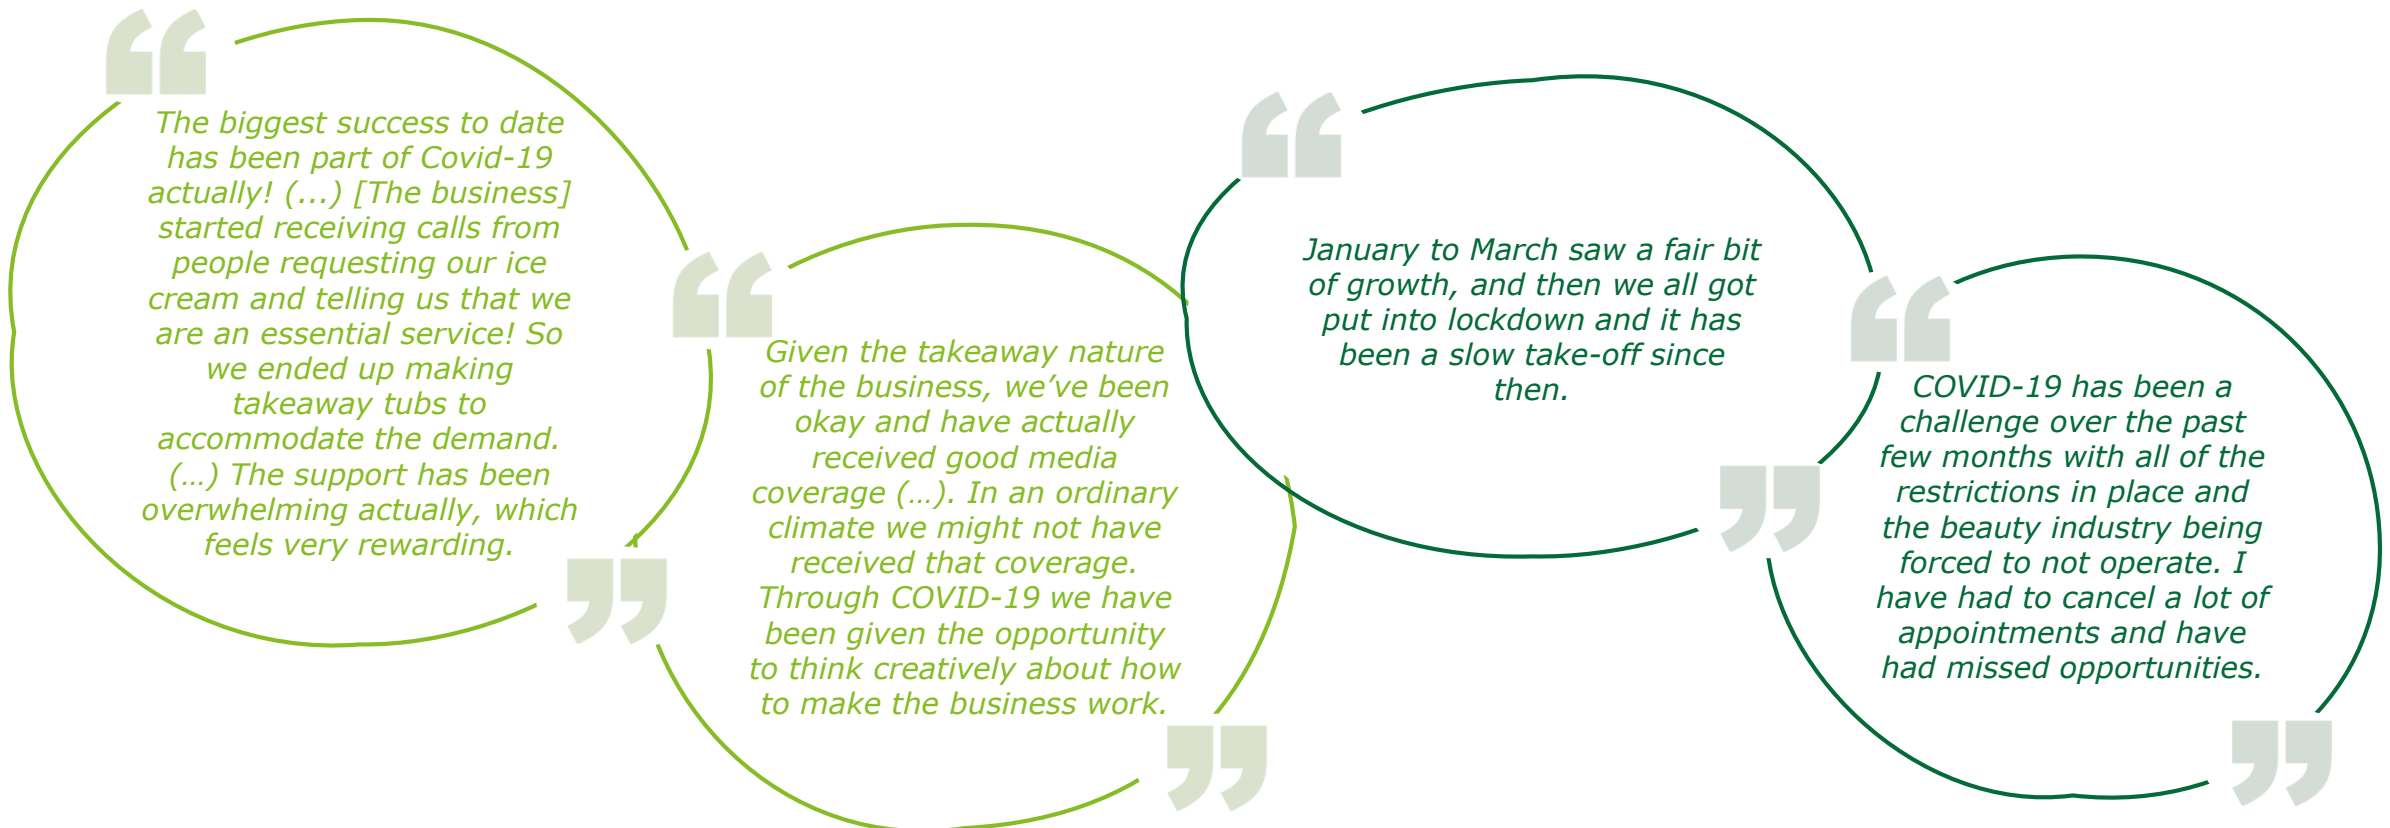 The biggest success to date
has been part of Covid-19
actually! (...) [The business]
started receiving calls from
people requesting our ice
cream and telling us that we
are an essential service! So
we ended up making
takeaway tubs to
accommodate the demand.
(…) The support has been
overwhelming actually, which
feels very rewarding.
Given the takeaway nature
of the business, we’ve been
okay and have actually
received good media
coverage (…). In an ordinary
climate we might not have
received that coverage.
Through COVID-19 we have
been given the opportunity
to think creatively about how
to make the business work.
January to March saw a fair bit
of growth, and then we all got
put into lockdown and it has
been a slow take-off since
then.
COVID-19 has been a
challenge over the past
few months with all of the
restrictions in place and
the beauty industry being
forced to not operate. I
have had to cancel a lot of
appointments and have
had missed opportunities.